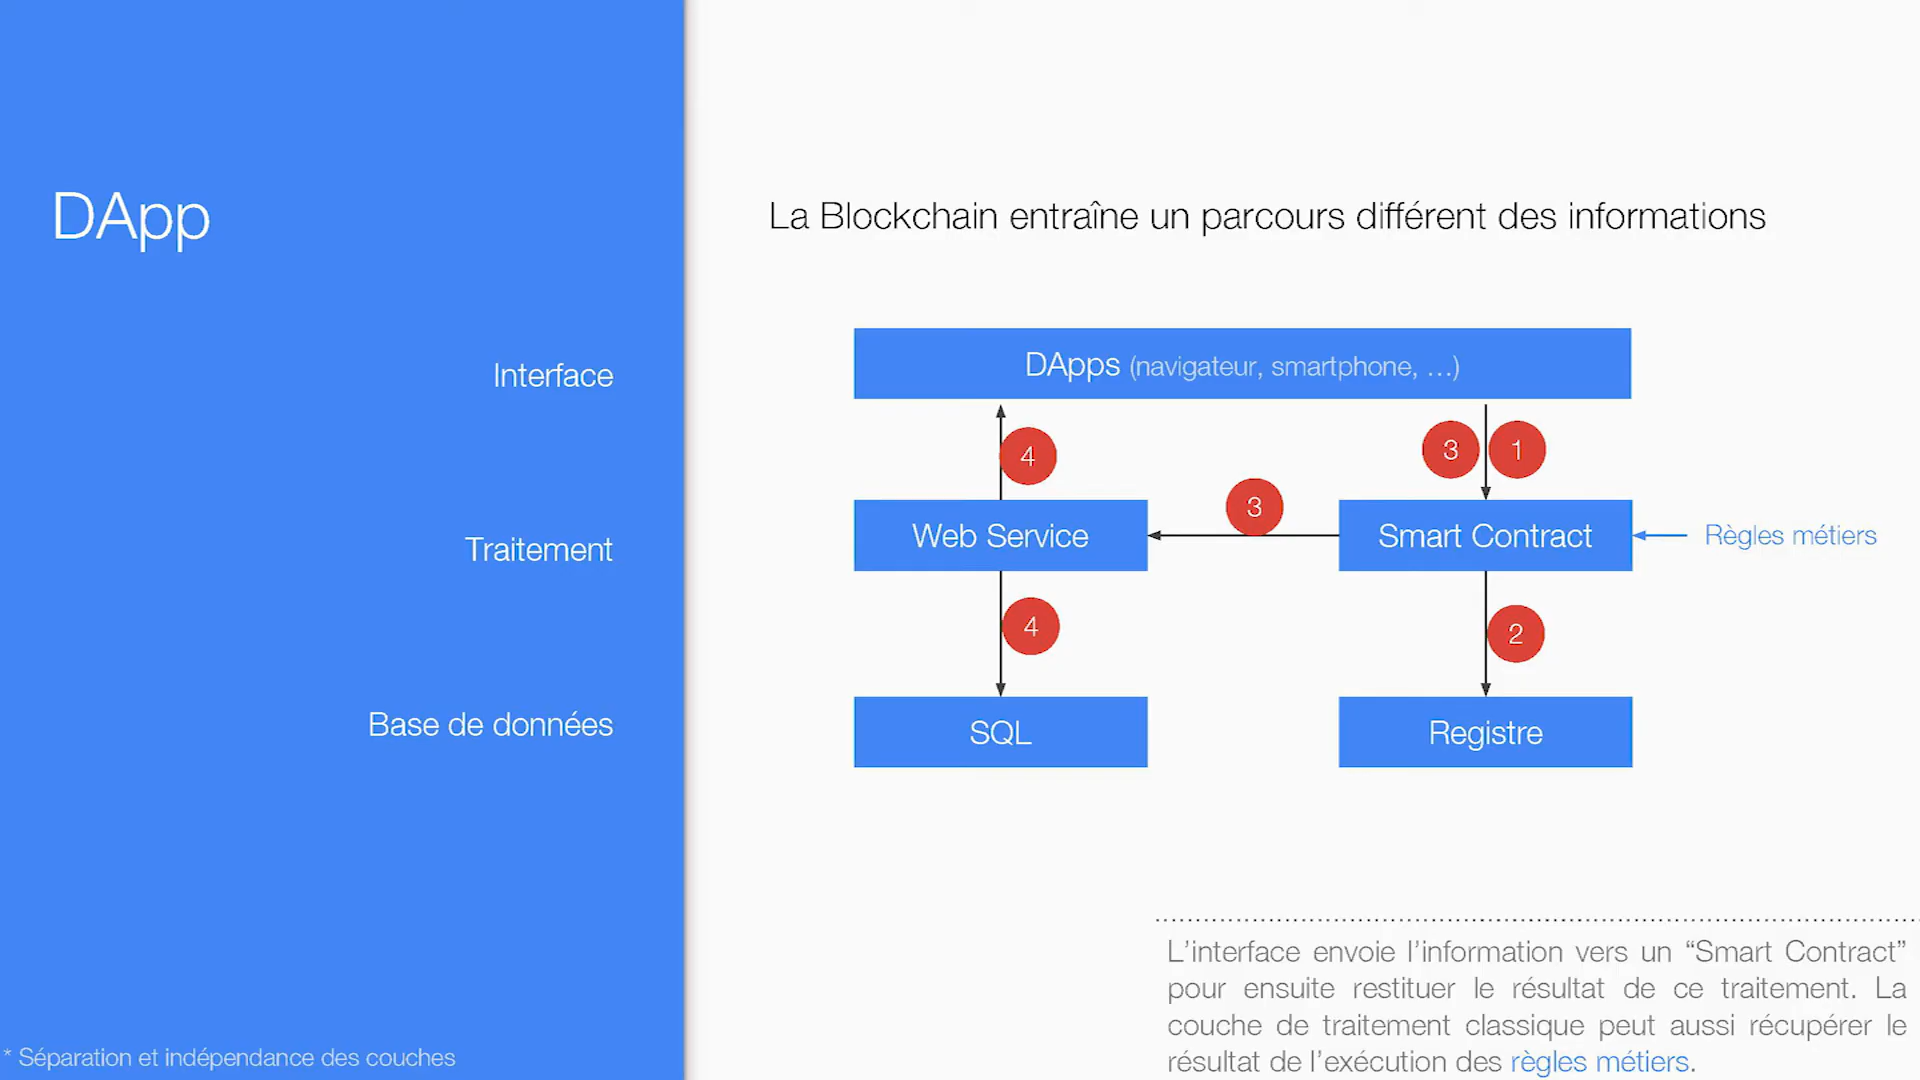 DApp
La Blockchain entraîne un parcours différent des informations
Interface
DApps (navigateur, smartphone, …)
4
3
1
3
Traitement
Web Service
Smart Contract
Règles métiers
4
2
Base de données
SQL
Registre
L’interface envoie l’information vers un “Smart Contract”
pour ensuite restituer le résultat de ce traitement. La
couche de traitement classique peut aussi récupérer le
résultat de l’exécution des règles métiers.
* Séparation et indépendance des couches